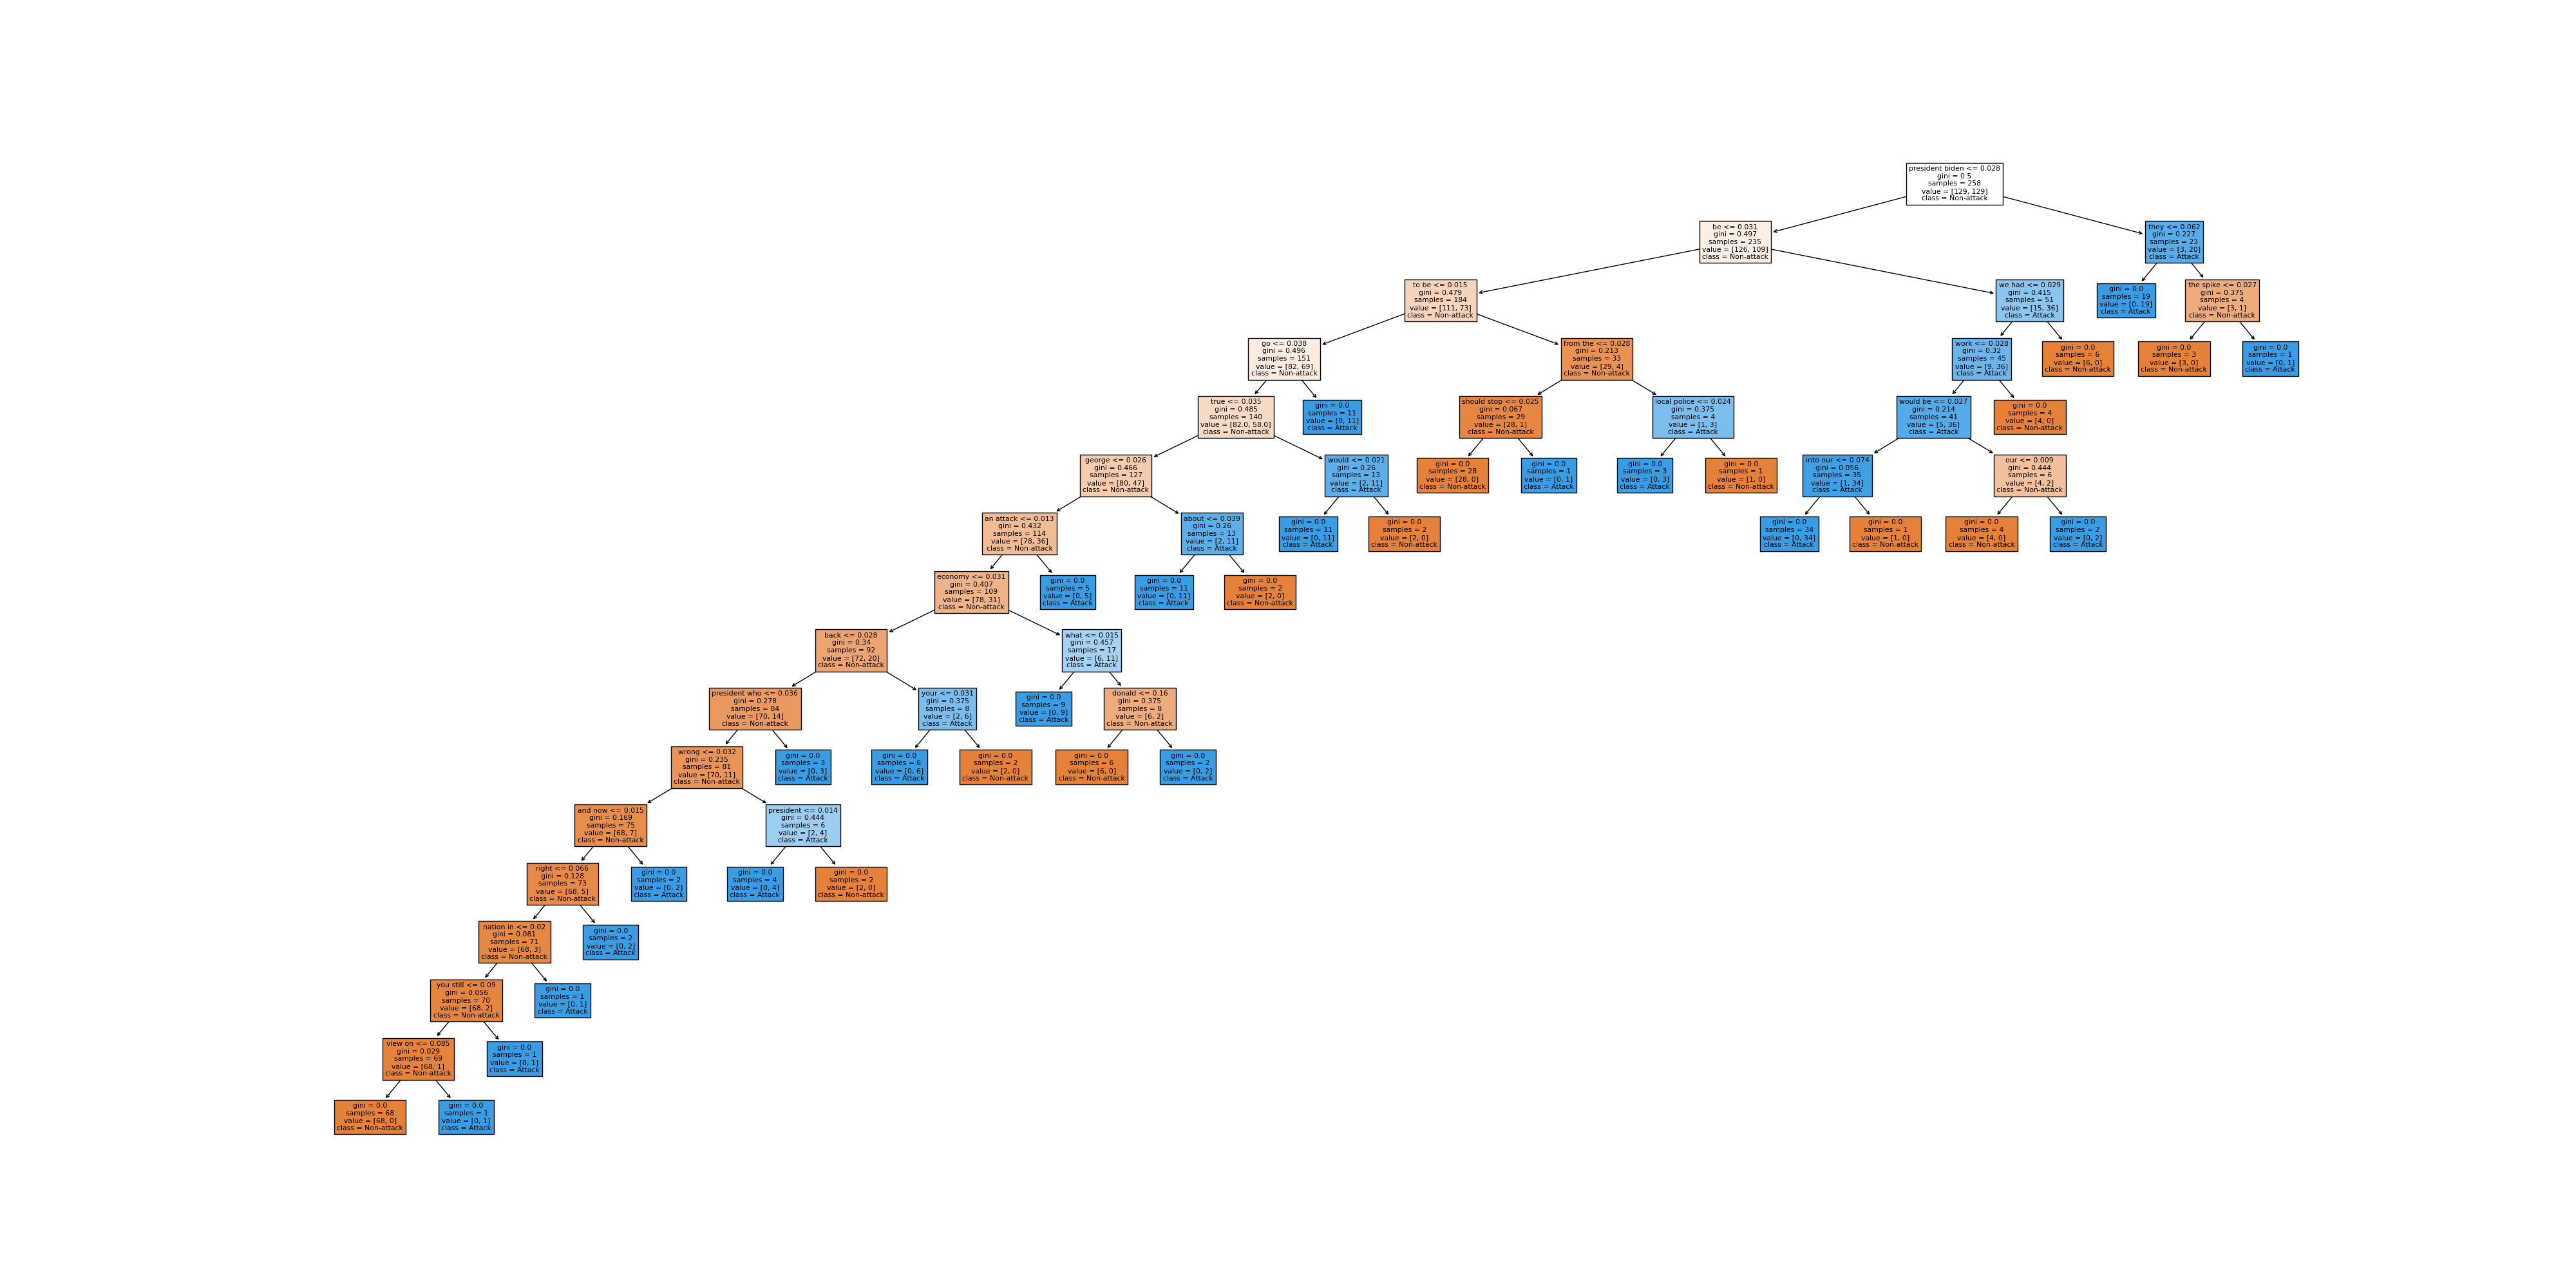 president biden <= 0.028
gini = 0.5
samples = 258
value = [129, 129]
class = Non-attack
be <= 0.031
gini = 0.497
samples = 235
value = [126, 109]
class = Non-attack
they <= 0.062
gini = 0.227
samples = 23
value = [3, 20]
class = Attack
to be <= 0.015
gini = 0.479
samples = 184
value = [111, 73]
class = Non-attack
we had <= 0.029
gini = 0.415
samples = 51
value = [15, 36]
class = Attack
gini = 0.0
samples = 19
value = [0, 19]
class = Attack
the spike <= 0.027
gini = 0.375
samples = 4
value = [3, 1]
class = Non-attack
go <= 0.038
gini = 0.496
samples = 151
value = [82, 69]
class = Non-attack
from the <= 0.028
gini = 0.213
samples = 33
value = [29, 4]
class = Non-attack
work <= 0.028
gini = 0.32
samples = 45
value = [9, 36]
class = Attack
gini = 0.0
samples = 6
value = [6, 0]
class = Non-attack
gini = 0.0
samples = 3
value = [3, 0]
class = Non-attack
gini = 0.0
samples = 1
value = [0, 1]
class = Attack
true <= 0.035
gini = 0.485
samples = 140
value = [82.0, 58.0]
class = Non-attack
gini = 0.0
samples = 11
value = [0, 11]
class = Attack
should stop <= 0.025
gini = 0.067
samples = 29
value = [28, 1]
class = Non-attack
local police <= 0.024
gini = 0.375
samples = 4
value = [1, 3]
class = Attack
would be <= 0.027
gini = 0.214
samples = 41
value = [5, 36]
class = Attack
gini = 0.0
samples = 4
value = [4, 0]
class = Non-attack
george <= 0.026
gini = 0.466
samples = 127
value = [80, 47]
class = Non-attack
would <= 0.021
gini = 0.26
samples = 13
value = [2, 11]
class = Attack
gini = 0.0
samples = 28
value = [28, 0]
class = Non-attack
gini = 0.0
samples = 1
value = [0, 1]
class = Attack
gini = 0.0
samples = 3
value = [0, 3]
class = Attack
gini = 0.0
samples = 1
value = [1, 0]
class = Non-attack
into our <= 0.074
gini = 0.056
samples = 35
value = [1, 34]
class = Attack
our <= 0.009
gini = 0.444
samples = 6
value = [4, 2]
class = Non-attack
an attack <= 0.013
gini = 0.432
samples = 114
value = [78, 36]
class = Non-attack
about <= 0.039
gini = 0.26
samples = 13
value = [2, 11]
class = Attack
gini = 0.0
samples = 11
value = [0, 11]
class = Attack
gini = 0.0
samples = 2
value = [2, 0]
class = Non-attack
gini = 0.0
samples = 34
value = [0, 34]
class = Attack
gini = 0.0
samples = 1
value = [1, 0]
class = Non-attack
gini = 0.0
samples = 4
value = [4, 0]
class = Non-attack
gini = 0.0
samples = 2
value = [0, 2]
class = Attack
economy <= 0.031
gini = 0.407
samples = 109
value = [78, 31]
class = Non-attack
gini = 0.0
samples = 5
value = [0, 5]
class = Attack
gini = 0.0
samples = 11
value = [0, 11]
class = Attack
gini = 0.0
samples = 2
value = [2, 0]
class = Non-attack
back <= 0.028
gini = 0.34
samples = 92
value = [72, 20]
class = Non-attack
what <= 0.015
gini = 0.457
samples = 17
value = [6, 11]
class = Attack
president who <= 0.036
gini = 0.278
samples = 84
value = [70, 14]
class = Non-attack
your <= 0.031
gini = 0.375
samples = 8
value = [2, 6]
class = Attack
gini = 0.0
samples = 9
value = [0, 9]
class = Attack
donald <= 0.16
gini = 0.375
samples = 8
value = [6, 2]
class = Non-attack
wrong <= 0.032
gini = 0.235
samples = 81
value = [70, 11]
class = Non-attack
gini = 0.0
samples = 3
value = [0, 3]
class = Attack
gini = 0.0
samples = 6
value = [0, 6]
class = Attack
gini = 0.0
samples = 2
value = [2, 0]
class = Non-attack
gini = 0.0
samples = 6
value = [6, 0]
class = Non-attack
gini = 0.0
samples = 2
value = [0, 2]
class = Attack
and now <= 0.015
gini = 0.169
samples = 75
value = [68, 7]
class = Non-attack
president <= 0.014
gini = 0.444
samples = 6
value = [2, 4]
class = Attack
right <= 0.066
gini = 0.128
samples = 73
value = [68, 5]
class = Non-attack
gini = 0.0
samples = 2
value = [0, 2]
class = Attack
gini = 0.0
samples = 4
value = [0, 4]
class = Attack
gini = 0.0
samples = 2
value = [2, 0]
class = Non-attack
nation in <= 0.02
gini = 0.081
samples = 71
value = [68, 3]
class = Non-attack
gini = 0.0
samples = 2
value = [0, 2]
class = Attack
you still <= 0.09
gini = 0.056
samples = 70
value = [68, 2]
class = Non-attack
gini = 0.0
samples = 1
value = [0, 1]
class = Attack
view on <= 0.085
gini = 0.029
samples = 69
value = [68, 1]
class = Non-attack
gini = 0.0
samples = 1
value = [0, 1]
class = Attack
gini = 0.0
samples = 68
value = [68, 0]
class = Non-attack
gini = 0.0
samples = 1
value = [0, 1]
class = Attack